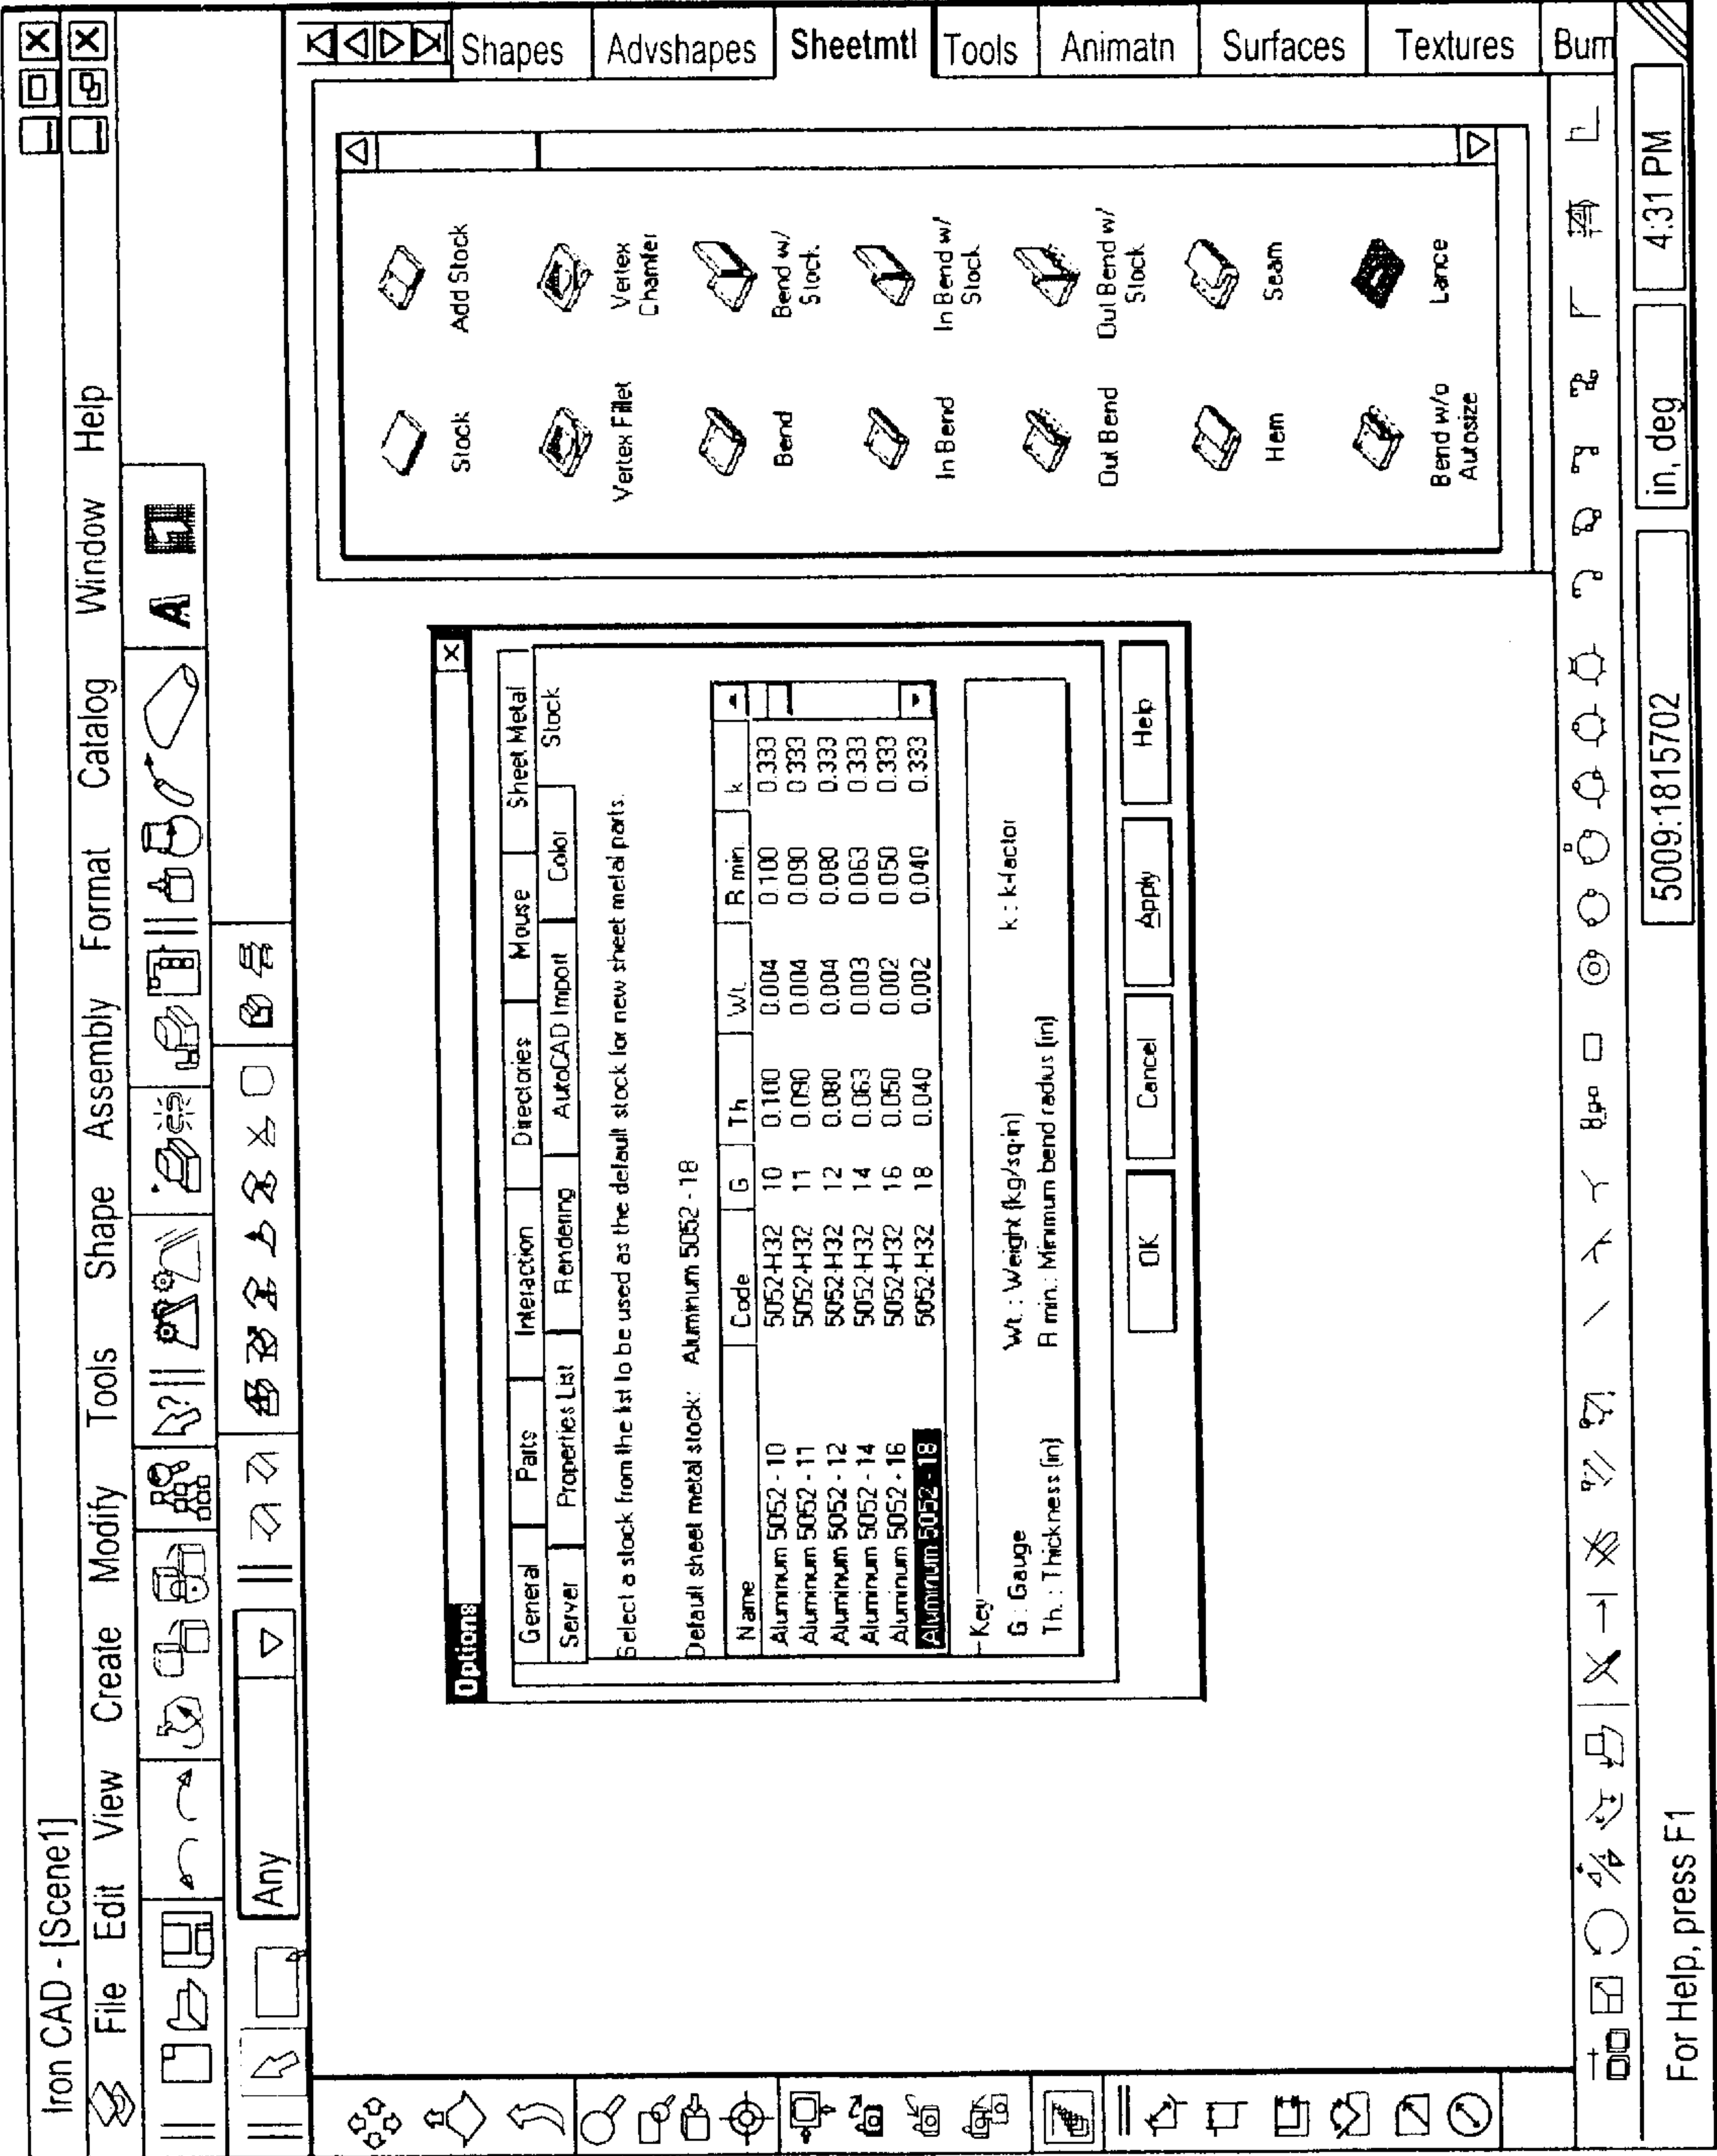 Iron CAD - [Scene1]
File Edit View Create Modify Tools Shape Assembly Format Catalog Window Help
A
Any
Shapes Advshapes Sheetmtl Tools Animatn Surfaces Textures Bum
Options
General Parts Interaction Directories Mouse Sheet Metal
Server Properties List Rendering AutoCAD Import Color Stock
Select a stock from the list to be used as the default stock for new sheet metal parts.
Default sheet metal stock: Aluminum 5052 - 18
Name Code G Th Wt. R min. k
Aluminum 5052 - 10 5052-H32 10 0.100 0.004 0.100 0.333
Aluminum 5052 - 11 5052-H32 11 0.090 0.004 0.090 0.333
Aluminum 5052 - 12 5052-H32 12 0.080 0.004 0.080 0.333
Aluminum 5052 - 14 5052-H32 14 0.063 0.003 0.063 0.333
Aluminum 5052 - 16 5052-H32 16 0.050 0.002 0.050 0.333
Aluminum 5052 - 18 5052-H32 18 0.040 0.002 0.040 0.333
Key
G : Gauge Wt. : Weight (kg/sq-in) k : k-factor
Th. : Thickness (in) R min.: Minimum bend radius (in)
OK Cancel Apply Help
Stock Add Stock
Vertex Fillet Vertex Chamfer
Bend Bend w/ Stock
In Bend In Bend w/ Stock
Out Bend Out Bend w/ Stock
Hem Seam
Bend w/o Autosize Lance
For Help, press F1 5009:1815702 in, deg 4:31 PM